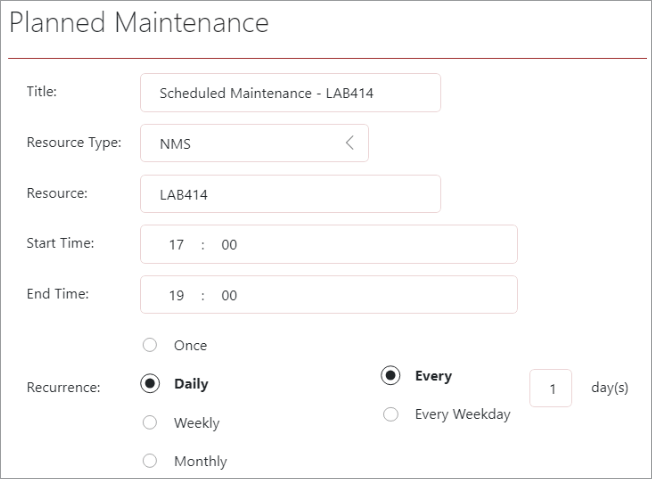 Planned Maintenance
Title: Scheduled Maintenance - LAB414
Resource Type: NMS
Resource: LAB414
Start Time: 17 : 00
End Time: 19 : 00
Once
Every
Recurrence: Daily 1 day(s)
Every Weekday
Weekly
Monthly